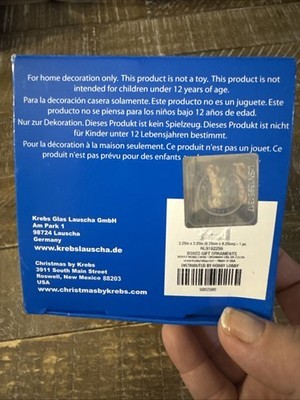 For home decoration only. This product is not a toy. This product is not
intended for children under 12 years of age.
Para la decoración casera solamente. Este producto no es un juguete. Este
producto no se piensa para los niños bajo 12 años de edad.
Nur zur Dekoration. Dieses Produkt ist kein Spielzeug. Dieses Produkt ist nicht
für Kinder unter 12 Lebensjahren bestimmt.
Pour la décoration à la maison seulement. Ce produit n'est pas un jouet. Ce
produit n'est pas prévu pour des enfants
Krebs Glas Lauscha GmbH
Am Park 1
98724 Lauscha
Germany
www.krebslauscha.de
Christmas by Krebs
3911 South Main Street
Roswell, New Mexico 88203
USA
www.christmasbykrebs.com
BOXED GIFT ORNAMENTS
DISTRIBUTED BY HOBBY LOBBY